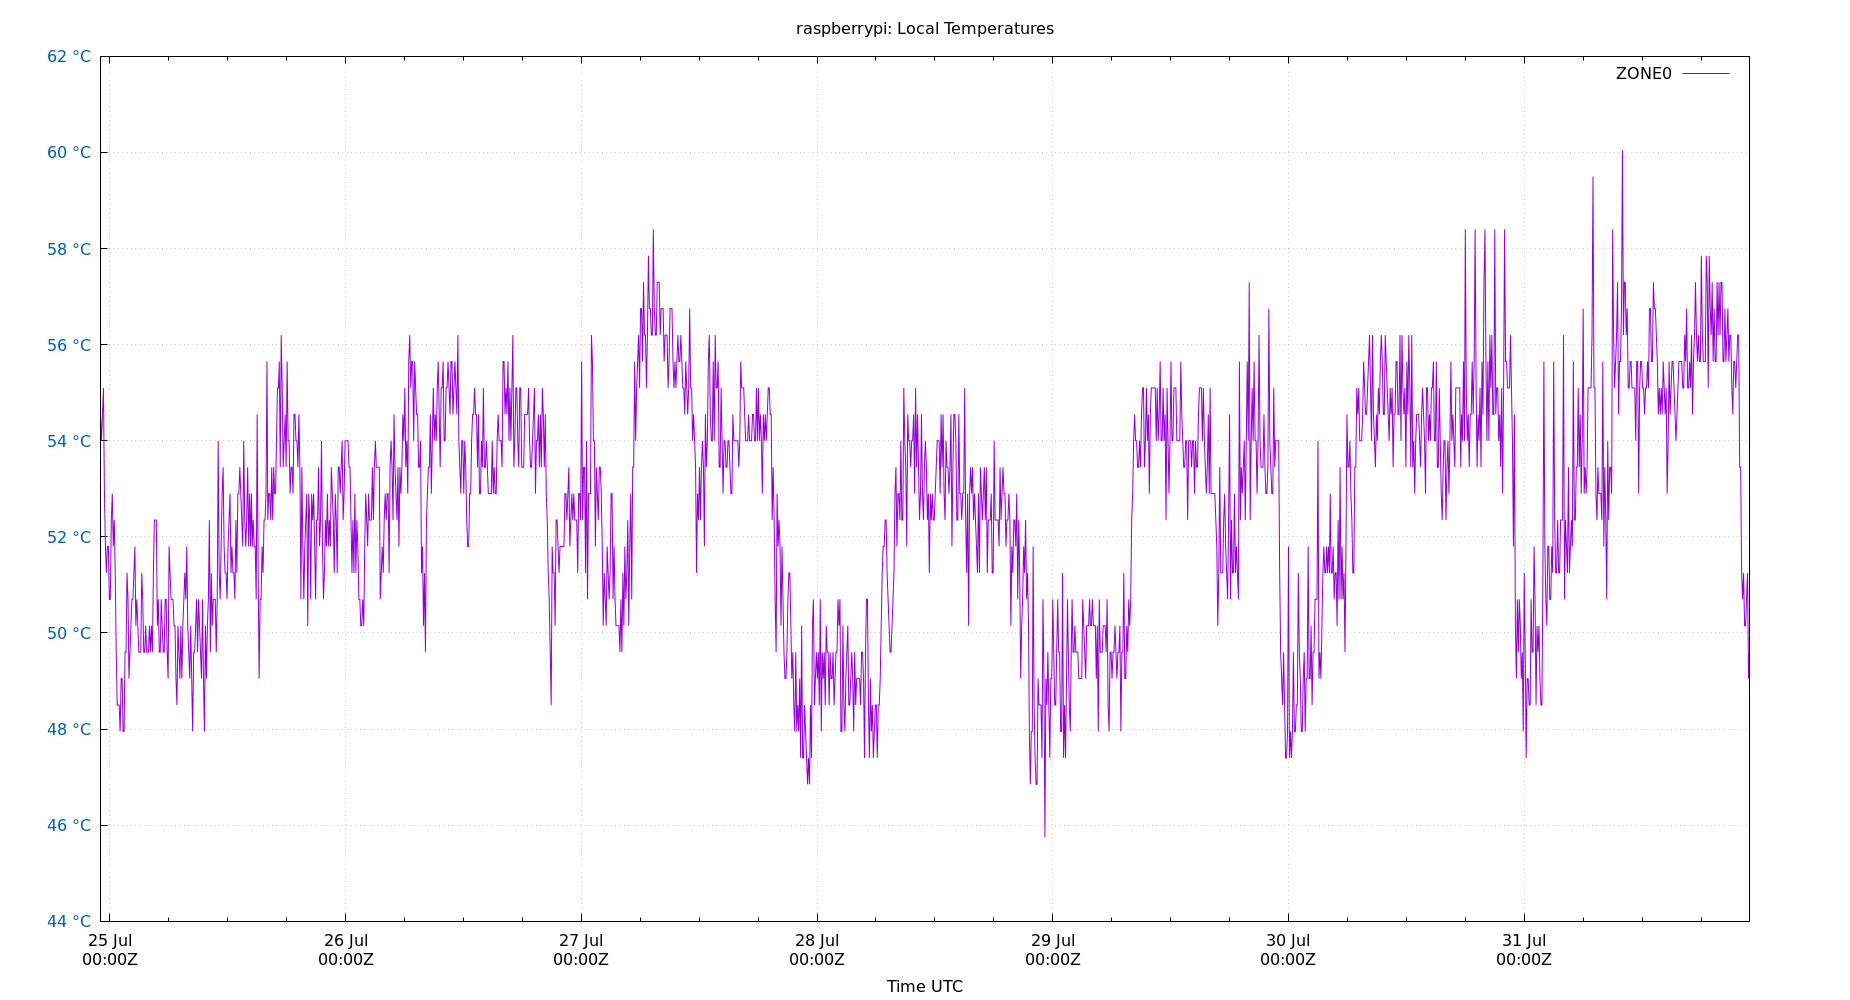 raspberrypi: Local Temperatures
62 °C
ZONE0
60 °C
58 °C
56 °C
54 °C
52 °C
50 °C
48 °C
46 °C
44 °C
25 Jul 26 Jul 27 Jul 28 Jul 29 Jul 30 Jul 31 Jul
00:00Z 00:00Z 00:00Z 00:00Z 00:00Z 00:00Z 00:00Z
Time UTC